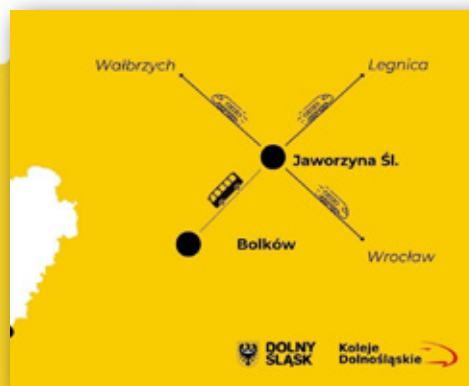 Wałbrzych
Legnica
Jaworzyna Śl.
Bolków
Wrocław
DOLNY
ŚLĄSK
Koleje
Dolnośląskie